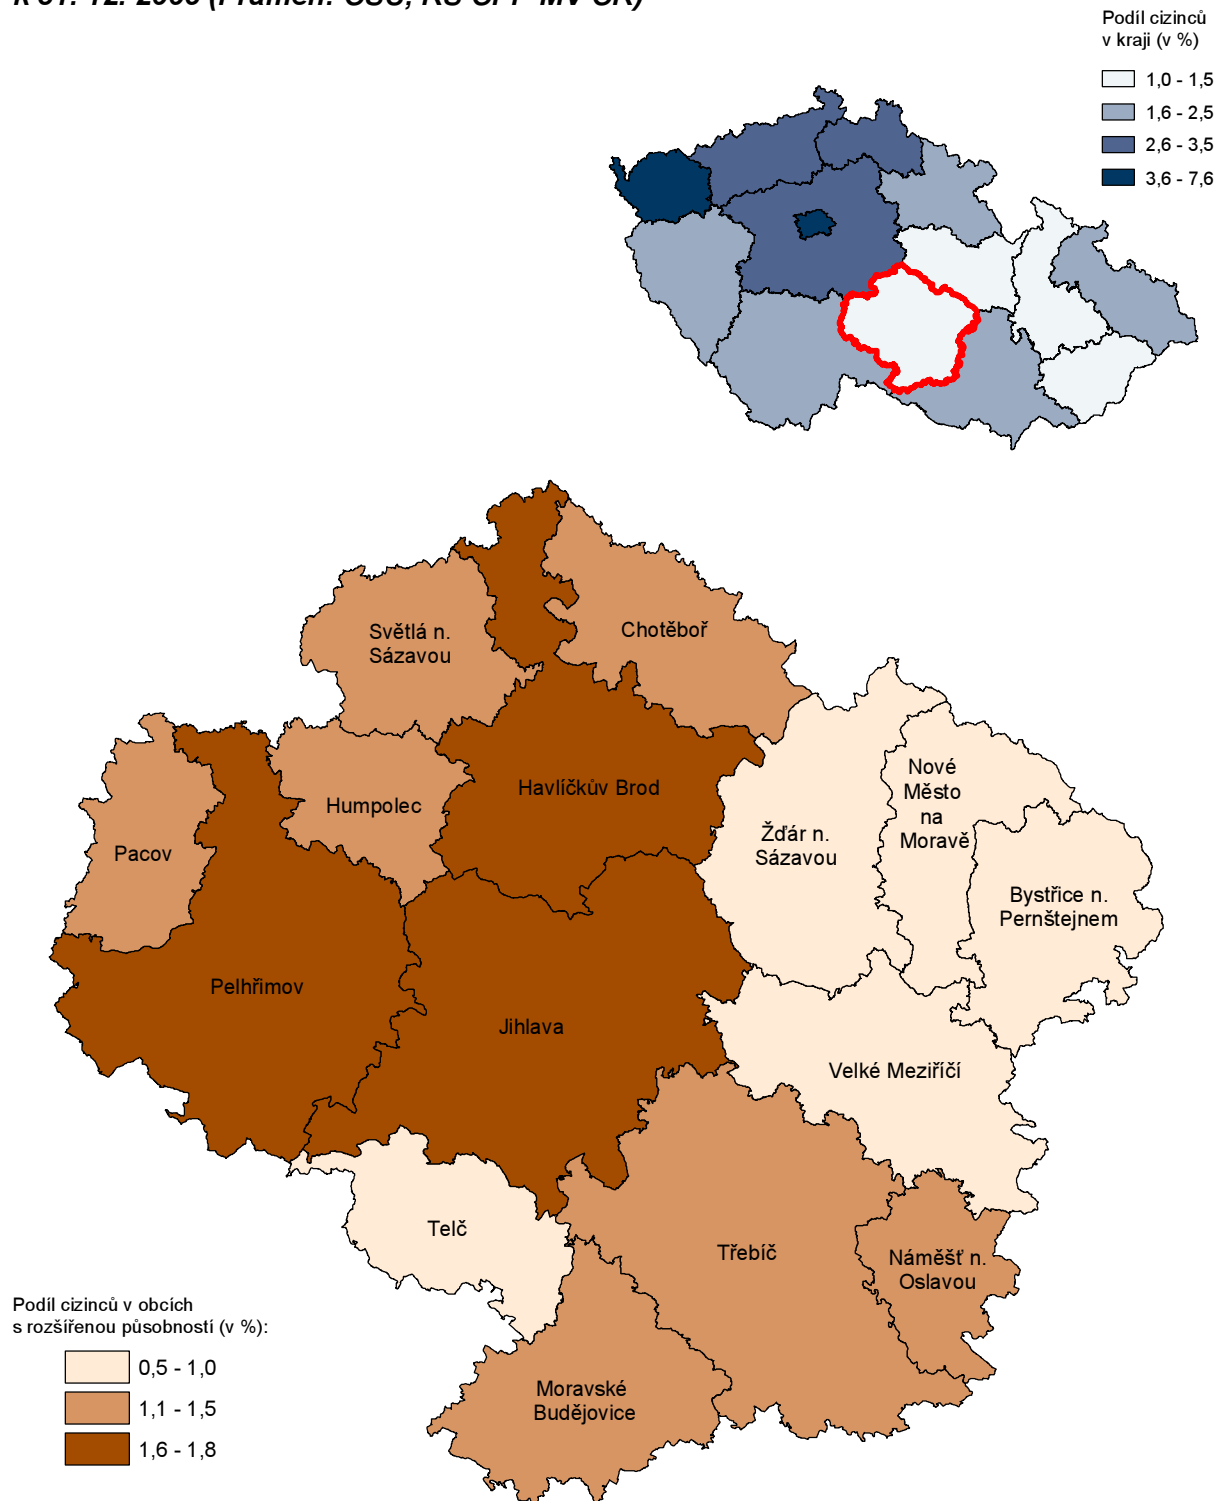 Podíl cizinců
v kraji (v %)
1,0 - 1,5
1,6 - 2,5
2,6 - 3,5
3,6 - 7,6
Světlá n.
Sázavou
Chotěboř
Havlíčkův Brod
Humpolec
Pacov
Nové
Město
na
Moravě
Žďár n.
Sázavou
Bystřice n.
Pernštejnem
Pelhřimov
Jihlava
Velké Meziříčí
Telč
Třebíč
Náměšť n.
Oslavou
Moravské
Budějovice
Podíl cizinců v obcích
s rozšířenou působností (v %):
0,5 - 1,0
1,1 - 1,5
1,6 - 1,8